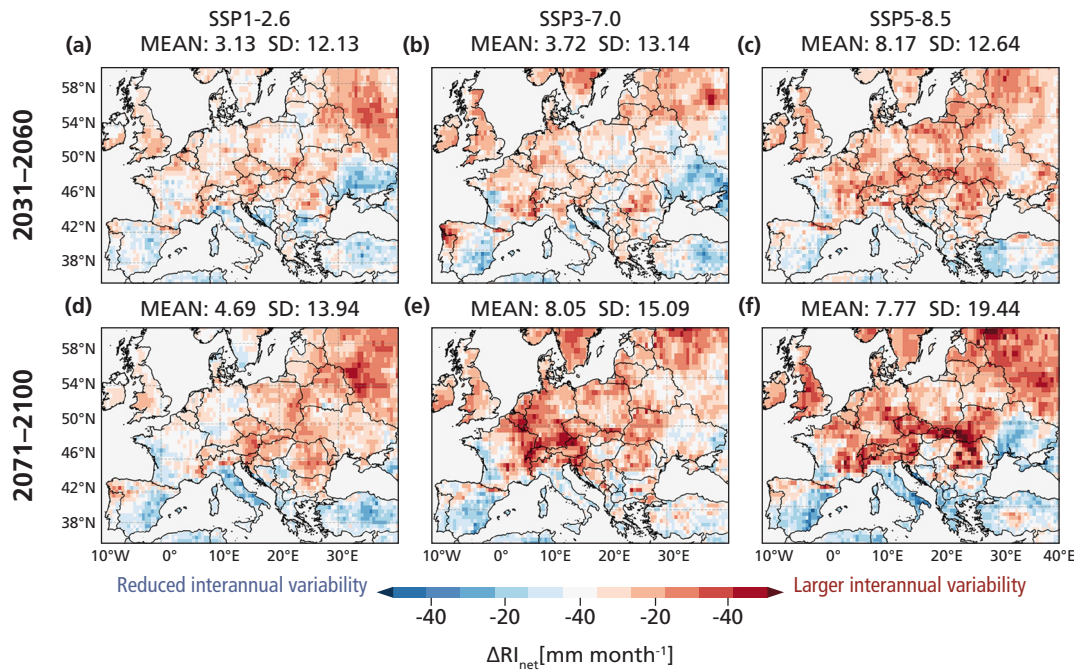 SSP1-2.6
SSP3-7.0
SSP5-8.5
(a) MEAN: 3.13 SD: 12.13
(b) MEAN: 3.72 SD: 13.14
(c) MEAN: 8.17 SD: 12.64
2031–2060
58°N
54°N
50°N
46°N
42°N
38°N
(d) MEAN: 4.69 SD: 13.94
(e) MEAN: 8.05 SD: 15.09
(f) MEAN: 7.77 SD: 19.44
2071–2100
58°N
54°N
50°N
46°N
42°N
38°N
10°W 0° 10°E 20°E 30°E
10°W 0° 10°E 20°E 30°E
10°W 0° 10°E 20°E 30°E 40°E
Reduced interannual variability
Larger interannual variability
-40 -20 -40 -20 -40
ΔRI_net[mm month⁻¹]